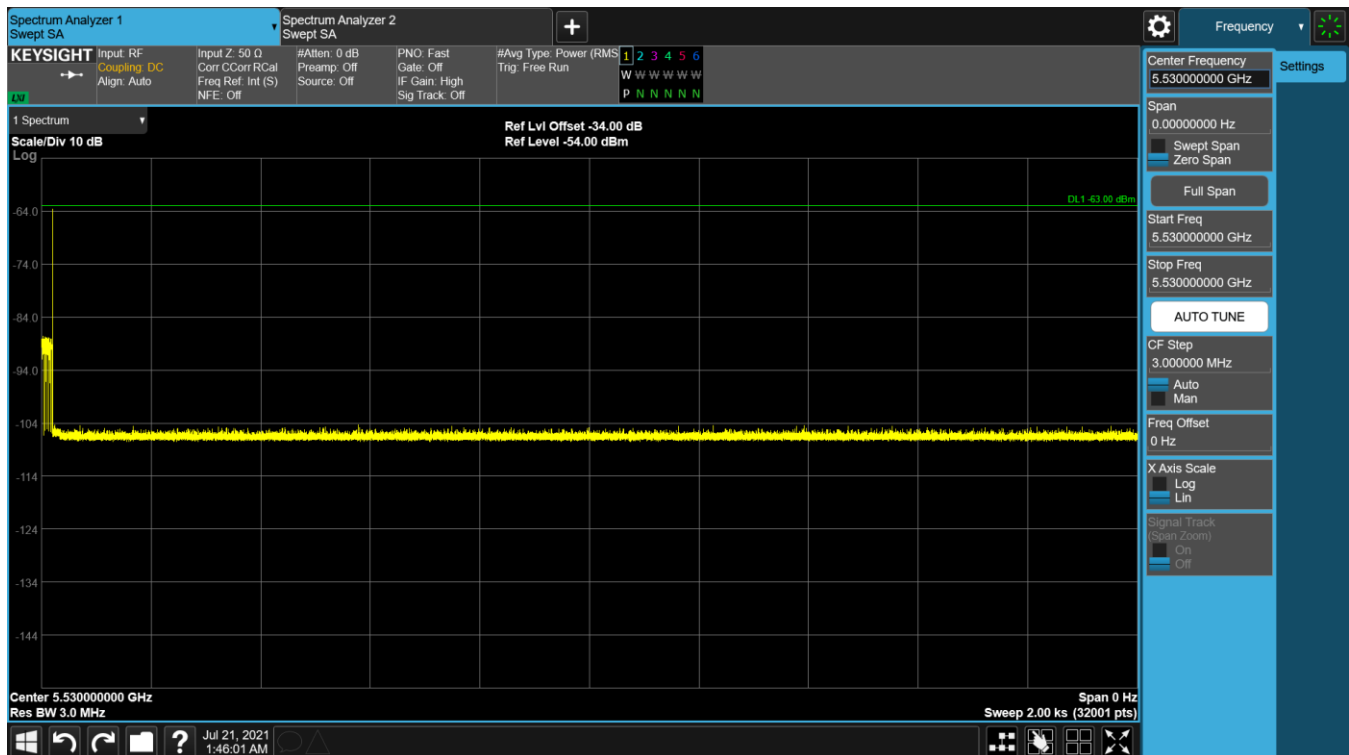 Spectrum Analyzer 1
Swept SA
Spectrum Analyzer 2
Swept SA
Frequency
KEYSIGHT
LXI
Input: RF
Coupling: DC
Align: Auto
Input Z: 50 Ω
Corr CCorr RCal
Freq Ref: Int (S)
NFE: Off
#Atten: 0 dB
Preamp: Off
Source: Off
PNO: Fast
Gate: Off
IF Gain: High
Sig Track: Off
#Avg Type: Power (RMS
Trig: Free Run
1 2 3 4 5 6
W W W W W W
P N N N N N
1 Spectrum
Scale/Div 10 dB
Log
Ref Lvl Offset -34.00 dB
Ref Level -54.00 dBm
DL1 -63.00 dBm
-64.0
-74.0
-84.0
-94.0
-104
-114
-124
-134
-144
Center 5.530000000 GHz
Res BW 3.0 MHz
Span 0 Hz
Sweep 2.00 ks (32001 pts)
Center Frequency
5.530000000 GHz
Settings
Span
0.00000000 Hz
Swept Span
Zero Span
Full Span
Start Freq
5.530000000 GHz
Stop Freq
5.530000000 GHz
AUTO TUNE
CF Step
3.000000 MHz
Auto
Man
Freq Offset
0 Hz
X Axis Scale
Log
Lin
Signal Track
(Span Zoom)
On
Off
?
Jul 21, 2021
1:46:01 AM